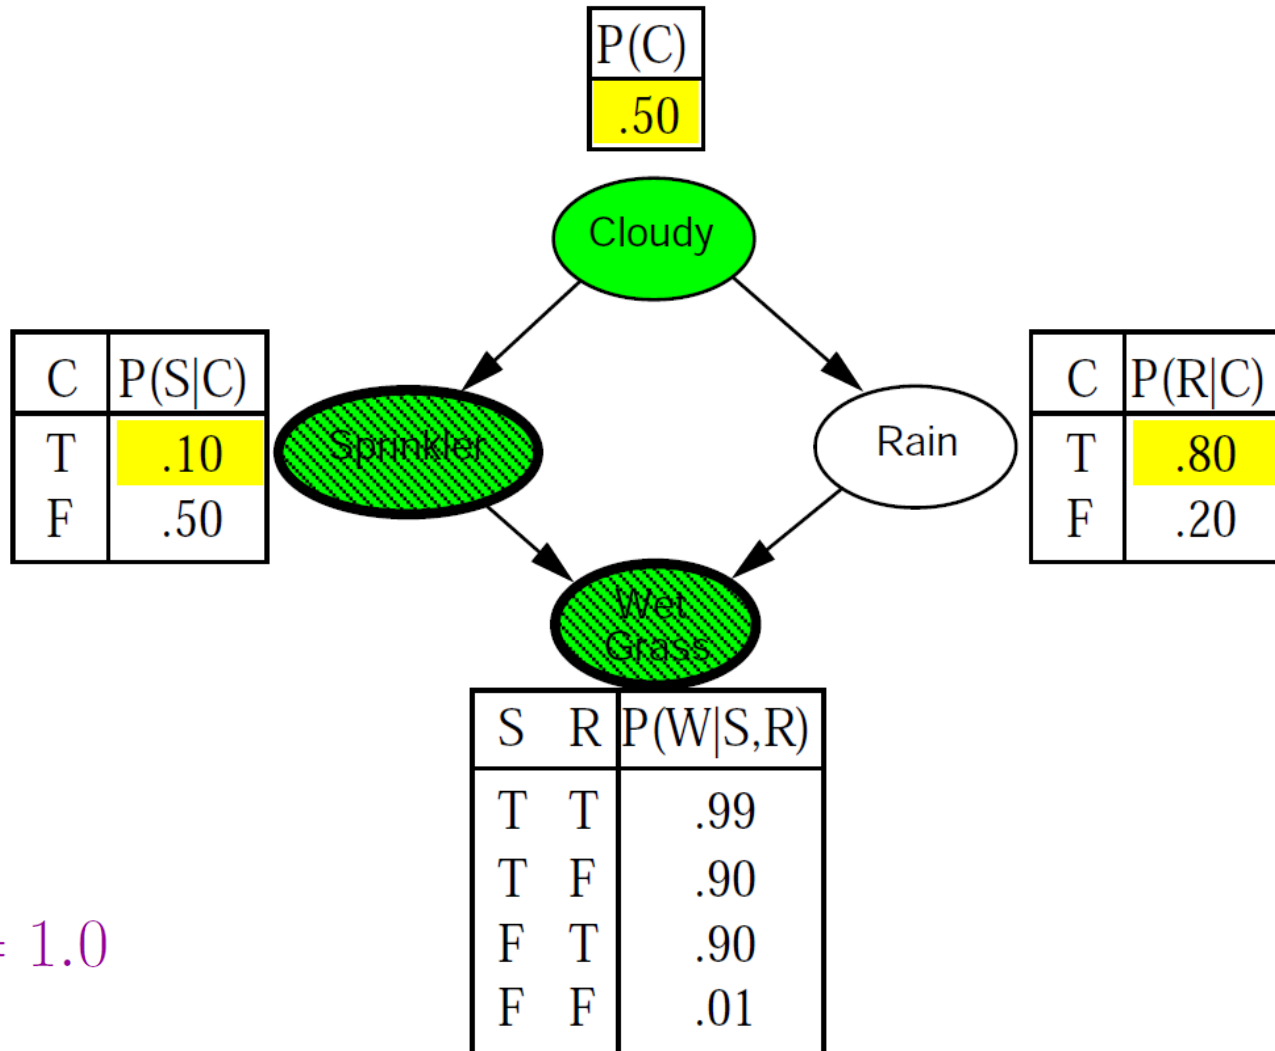 P(C)
.50
Cloudy
C P(S|C)
T .10
F .50
Sprinkler
Rain
C P(R|C)
T .80
F .20
Wet
Grass
S R P(W|S,R)
T T .99
T F .90
F T .90
F F .01
= 1.0